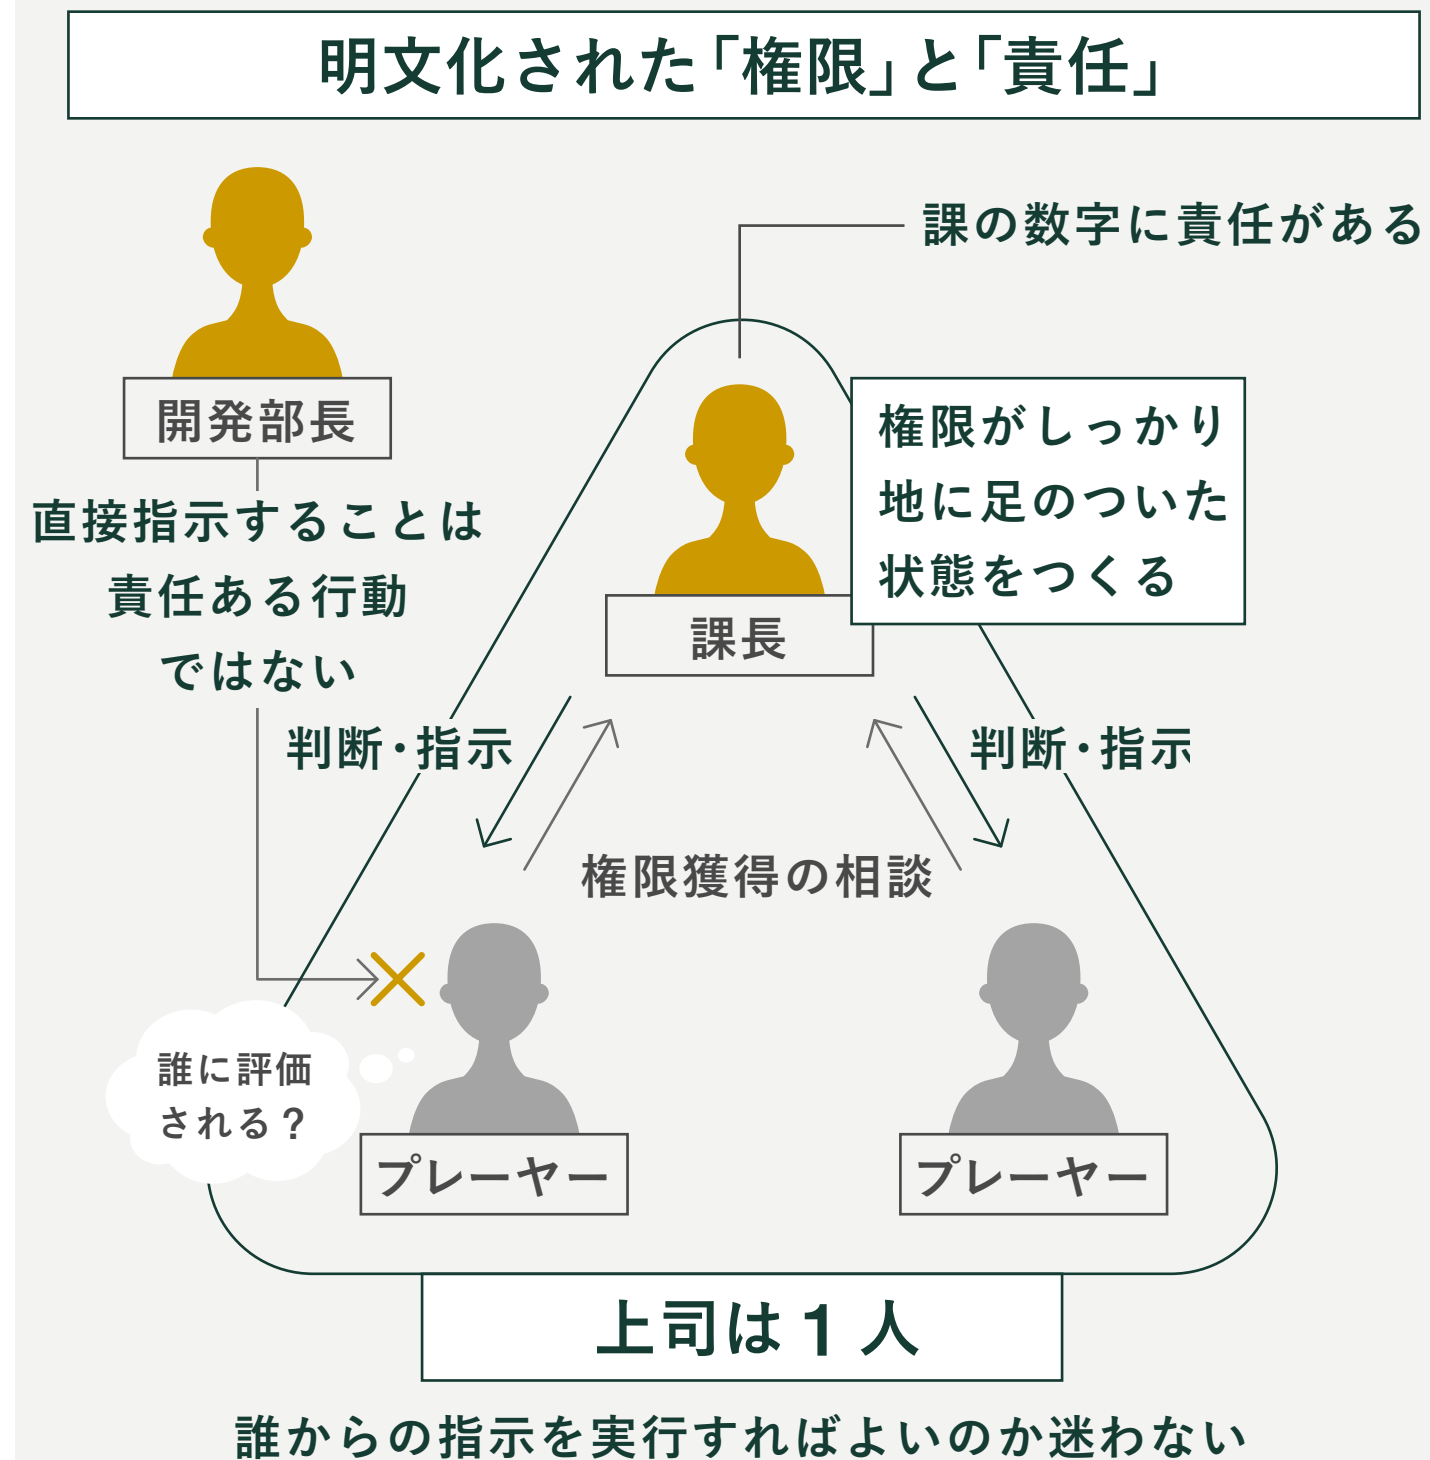 明文化された「権限」と「責任」
課の数字に責任がある
開発部長
権限がしっかり
地に足のついた
状態をつくる
直接指示することは
責任ある行動
ではない
課長
判断・指示
判断・指示
権限獲得の相談
誰に評価
される？
プレーヤー
プレーヤー
上司は1人
誰からの指示を実行すればよいのか迷わない